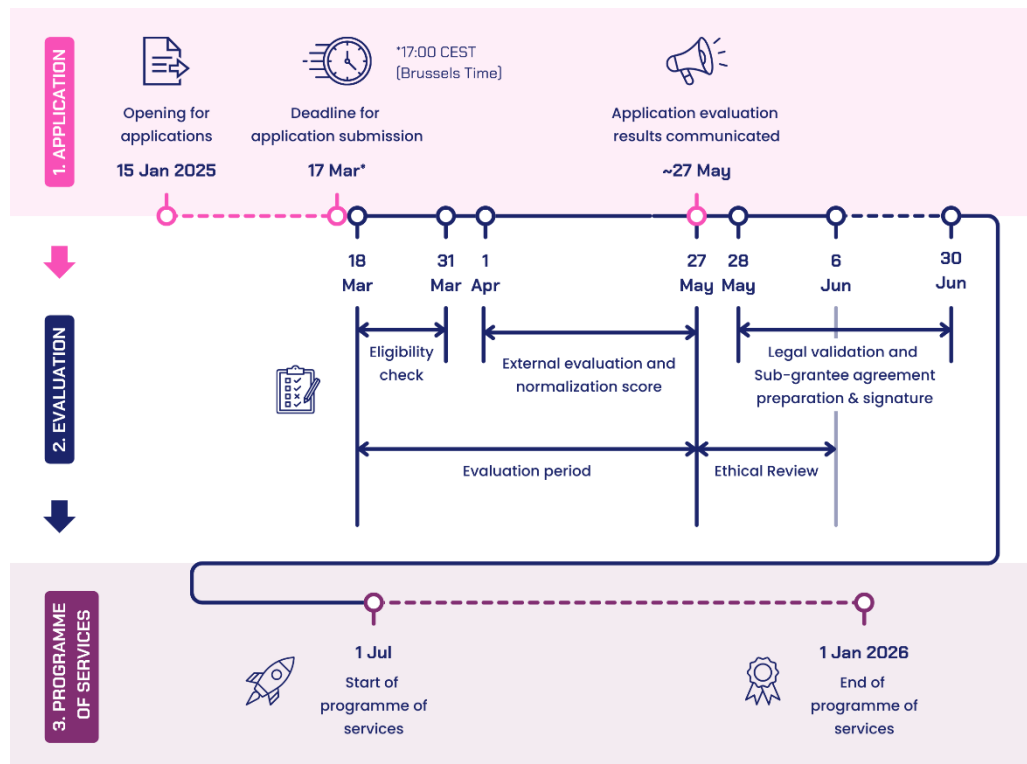 1. APPLICATION
*17:00 CEST
(Brussels Time)
Opening for
applications
15 Jan 2025
Deadline for
application submission
17 Mar*
Application evaluation
results communicated
~27 May
18
Mar
31
Mar
1
Apr
27
May
28
May
6
Jun
30
Jun
2. EVALUATION
Eligibility
check
External evaluation and
normalization score
Legal validation and
Sub-grantee agreement
preparation & signature
Evaluation period
Ethical Review
3. PROGRAMME
OF SERVICES
1 Jul
Start of
programme of
services
1 Jan 2026
End of
programme of
services